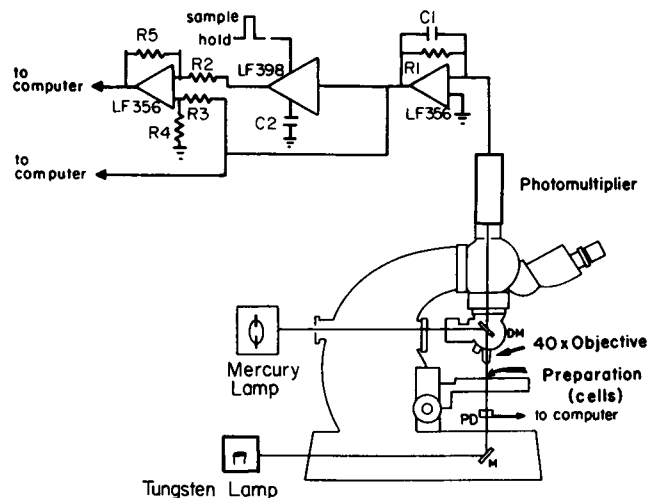 sample
hold
R5
C1
to
computer
R2
LF398
R1
LF356
R3
C2
LF356
R4
to
computer
Photomultiplier
DM
40x Objective
Mercury
Lamp
Preparation
(cells)
PD
to computer
M
Tungsten Lamp